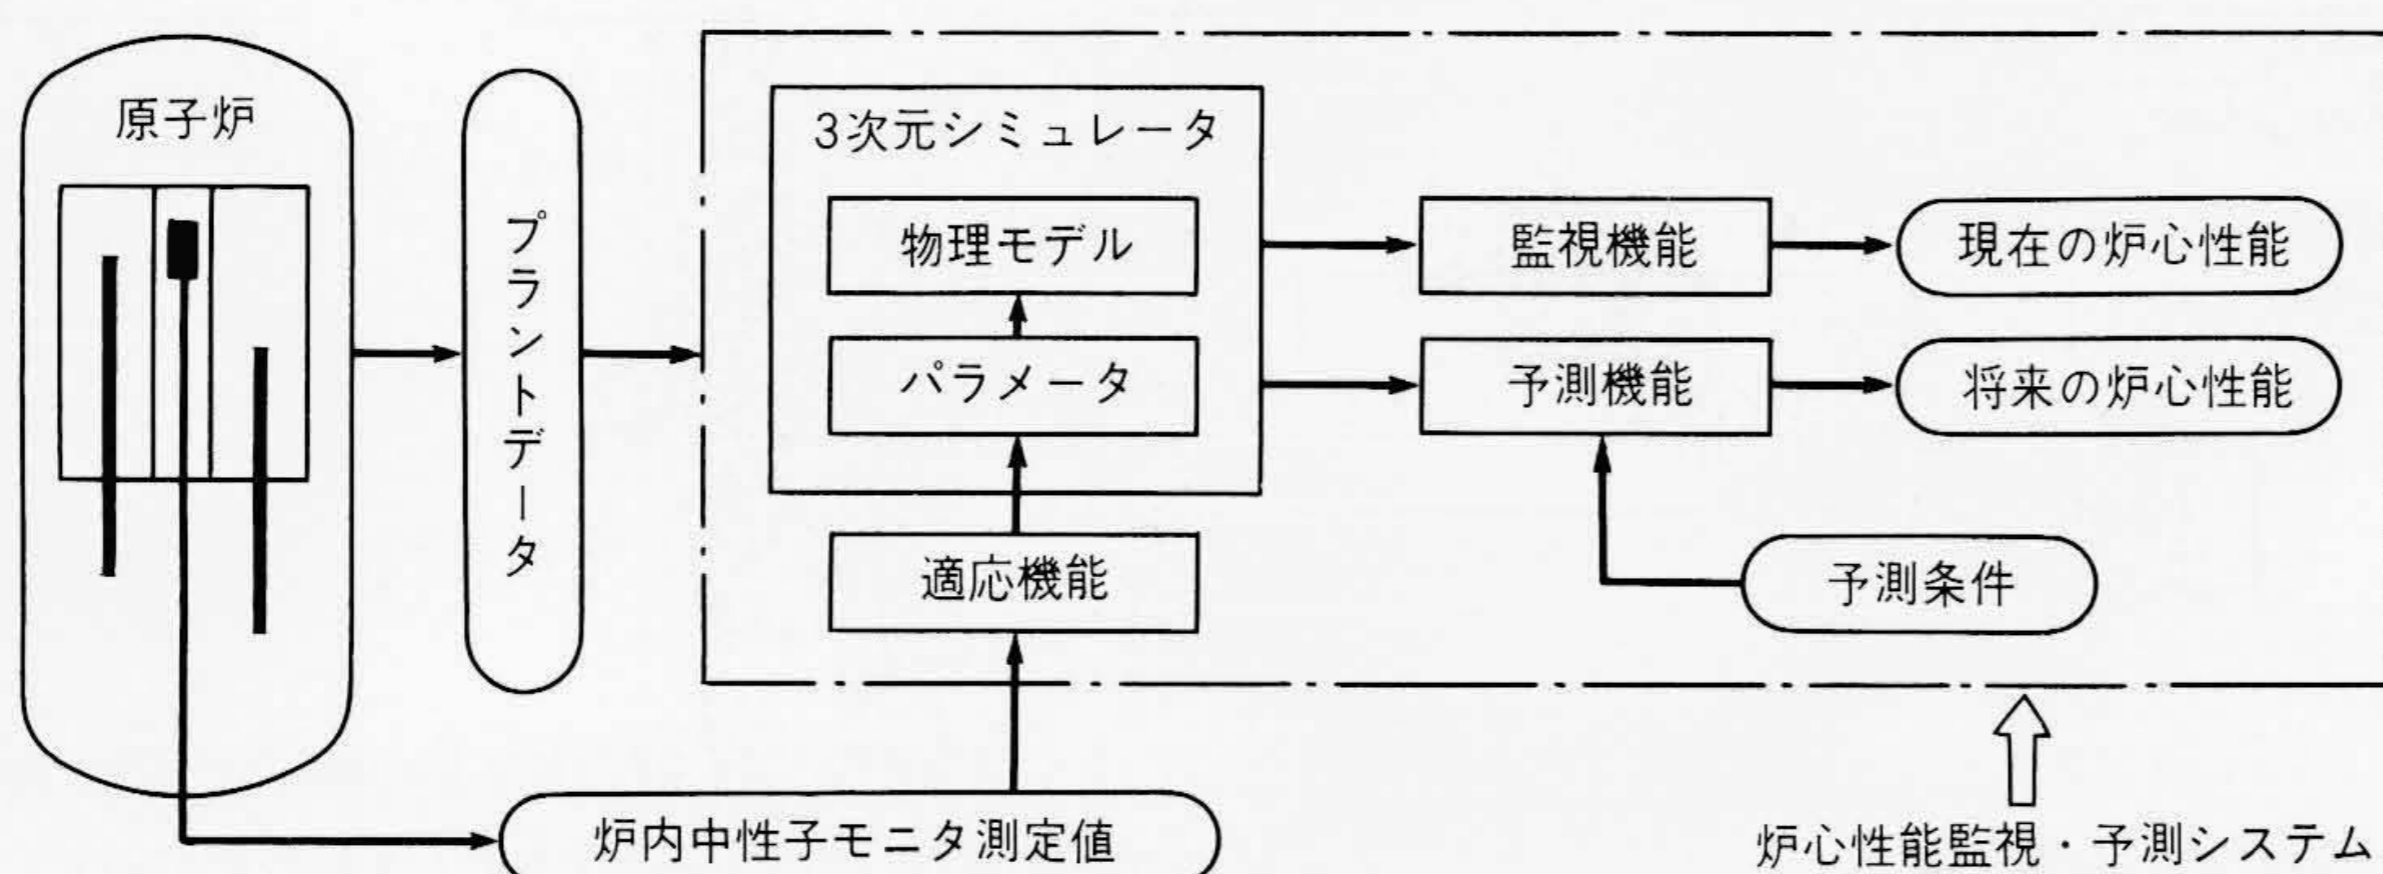 原子炉
プラントデータ
3次元シミュレータ
物理モデル
パラメータ
適応機能
監視機能
現在の炉心性能
予測機能
将来の炉心性能
予測条件
炉内中性子モニタ測定値
炉心性能監視・予測システム